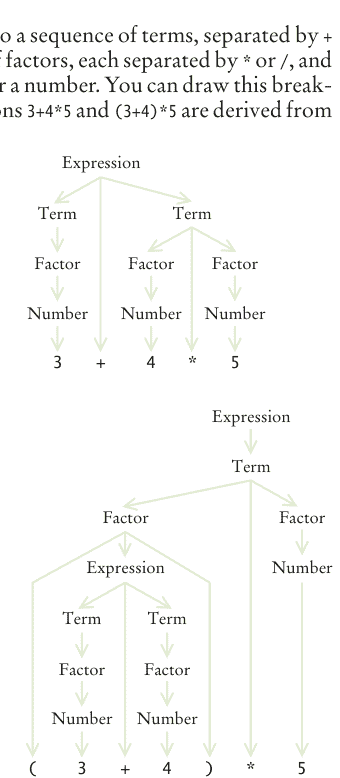 o a sequence of terms, separated by +
factors, each separated by * or /, and
r a number. You can draw this break-
ons 3+4*5 and (3+4)*5 are derived from
Expression
Term Term
Factor Factor Factor
Number Number Number
3 + 4 * 5
Expression
Term
Factor Factor
Expression Number
Term Term
Factor Factor
Number Number
( 3 + 4 ) * 5